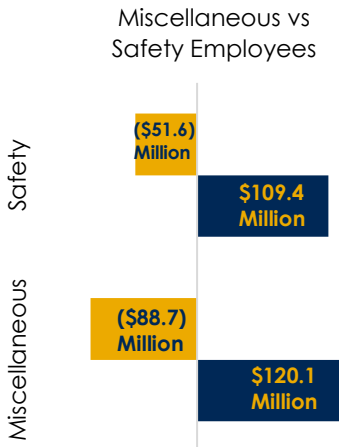 Miscellaneous vs
Safety Employees
Safety
($51.6)
Million
$109.4
Million
Miscellaneous
($88.7)
Million
$120.1
Million